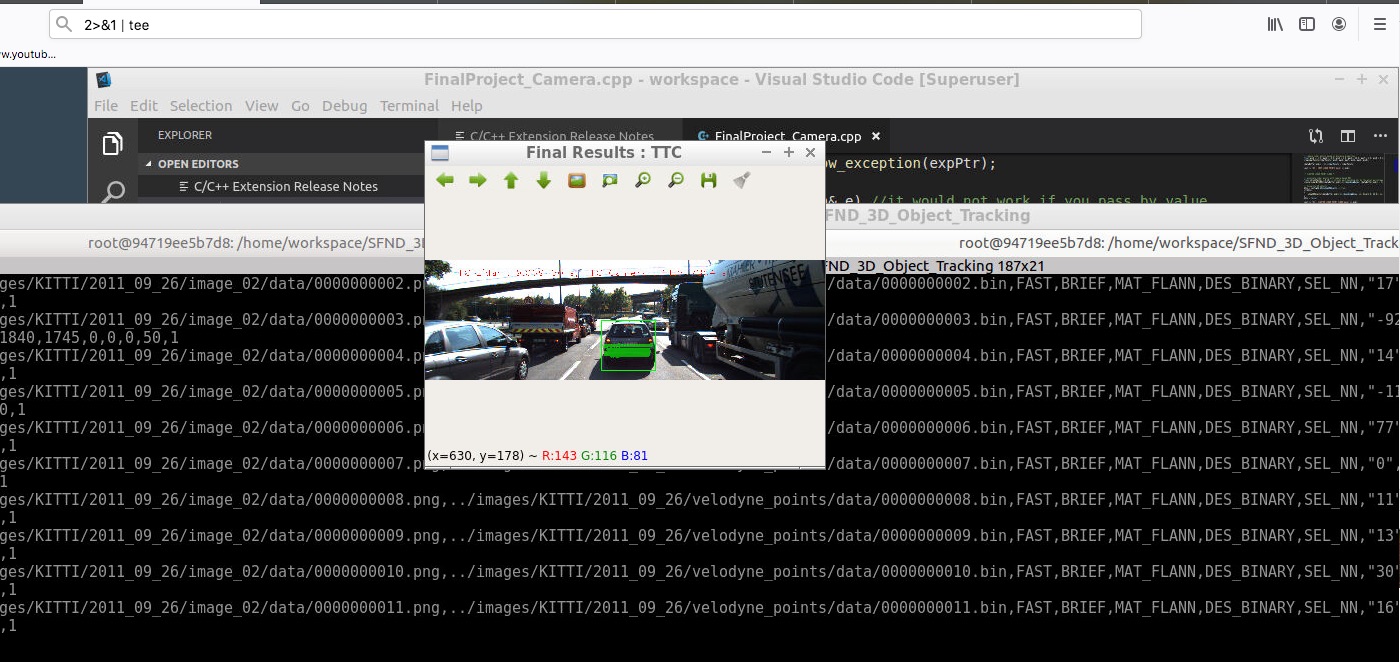 2>&1 | tee
w.youtub...
FinalProject_Camera.cpp - workspace - Visual Studio Code [Superuser]
File Edit Selection View Go Debug Terminal Help
EXPLORER
C/C++ Extension Release Notes
FinalProject_Camera.cpp ×
OPEN EDITORS
C/C++ Extension Release Notes
Final Results : TTC
w_exception(expPtr);
& e) //it would not work if you pass by value
FND_3D_Object_Tracking
root@94719ee5b7d8: /home/workspace/SFND_3
root@94719ee5b7d8: /home/workspace/SFND_3D_Object_Track
FND_3D_Object_Tracking 187x21
ges/KITTI/2011_09_26/image_02/data/0000000002.p /data/0000000002.bin,FAST,BRIEF,MAT_FLANN,DES_BINARY,SEL_NN,"17"
,1
ges/KITTI/2011_09_26/image_02/data/0000000003.p /data/0000000003.bin,FAST,BRIEF,MAT_FLANN,DES_BINARY,SEL_NN,"-92
1840,1745,0,0,0,50,1
ges/KITTI/2011_09_26/image_02/data/0000000004.p /data/0000000004.bin,FAST,BRIEF,MAT_FLANN,DES_BINARY,SEL_NN,"14"
,1
ges/KITTI/2011_09_26/image_02/data/0000000005.p /data/0000000005.bin,FAST,BRIEF,MAT_FLANN,DES_BINARY,SEL_NN,"-11
0,1
ges/KITTI/2011_09_26/image_02/data/0000000006.p /data/0000000006.bin,FAST,BRIEF,MAT_FLANN,DES_BINARY,SEL_NN,"77"
,1
ges/KITTI/2011_09_26/image_02/data/0000000007.p /data/0000000007.bin,FAST,BRIEF,MAT_FLANN,DES_BINARY,SEL_NN,"0"
1
(x=630, y=178) ~ R:143 G:116 B:81
ges/KITTI/2011_09_26/image_02/data/0000000008.png,../images/KITTI/2011_09_26/velodyne_points/data/0000000008.bin,FAST,BRIEF,MAT_FLANN,DES_BINARY,SEL_NN,"11"
,1
ges/KITTI/2011_09_26/image_02/data/0000000009.png,../images/KITTI/2011_09_26/velodyne_points/data/0000000009.bin,FAST,BRIEF,MAT_FLANN,DES_BINARY,SEL_NN,"13"
,1
ges/KITTI/2011_09_26/image_02/data/0000000010.png,../images/KITTI/2011_09_26/velodyne_points/data/0000000010.bin,FAST,BRIEF,MAT_FLANN,DES_BINARY,SEL_NN,"30"
,1
ges/KITTI/2011_09_26/image_02/data/0000000011.png,../images/KITTI/2011_09_26/velodyne_points/data/0000000011.bin,FAST,BRIEF,MAT_FLANN,DES_BINARY,SEL_NN,"16"
,1